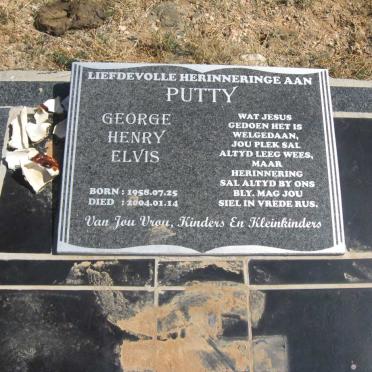 LIEFDEVOLLE HERINNERINGE AAN
PUTTY
GEORGE
HENRY
ELVIS
BORN : 1958.07.25
DIED : 2004.01.14
WAT JESUS
GEDOEN HET IS
WELGEDAAN,
JOU PLEK SAL
ALTYD LEEG WEES,
MAAR
HERINNERING
SAL ALTYD BY ONS
BLY. MAG JOU
SIEL IN VREDE RUS.
Van Jou Vrou, Kinders En Kleinkinders